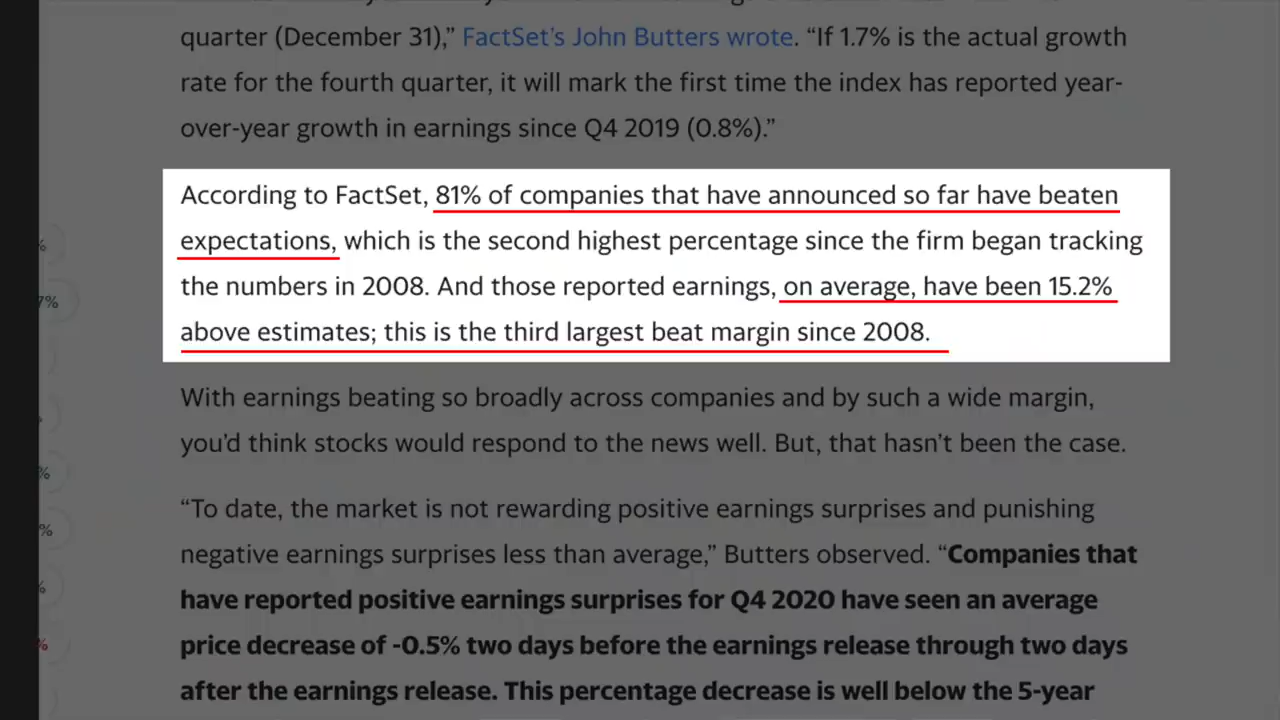 quarter (December 31),” FactSet’s John Butters wrote. “If 1.7% is the actual growth
rate for the fourth quarter, it will mark the first time the index has reported year-
over-year growth in earnings since Q4 2019 (0.8%).”
According to FactSet, 81% of companies that have announced so far have beaten
expectations, which is the second highest percentage since the firm began tracking
the numbers in 2008. And those reported earnings, on average, have been 15.2%
above estimates; this is the third largest beat margin since 2008.
With earnings beating so broadly across companies and by such a wide margin,
you’d think stocks would respond to the news well. But, that hasn’t been the case.
“To date, the market is not rewarding positive earnings surprises and punishing
negative earnings surprises less than average,” Butters observed. “Companies that
have reported positive earnings surprises for Q4 2020 have seen an average
price decrease of -0.5% two days before the earnings release through two days
after the earnings release. This percentage decrease is well below the 5-year